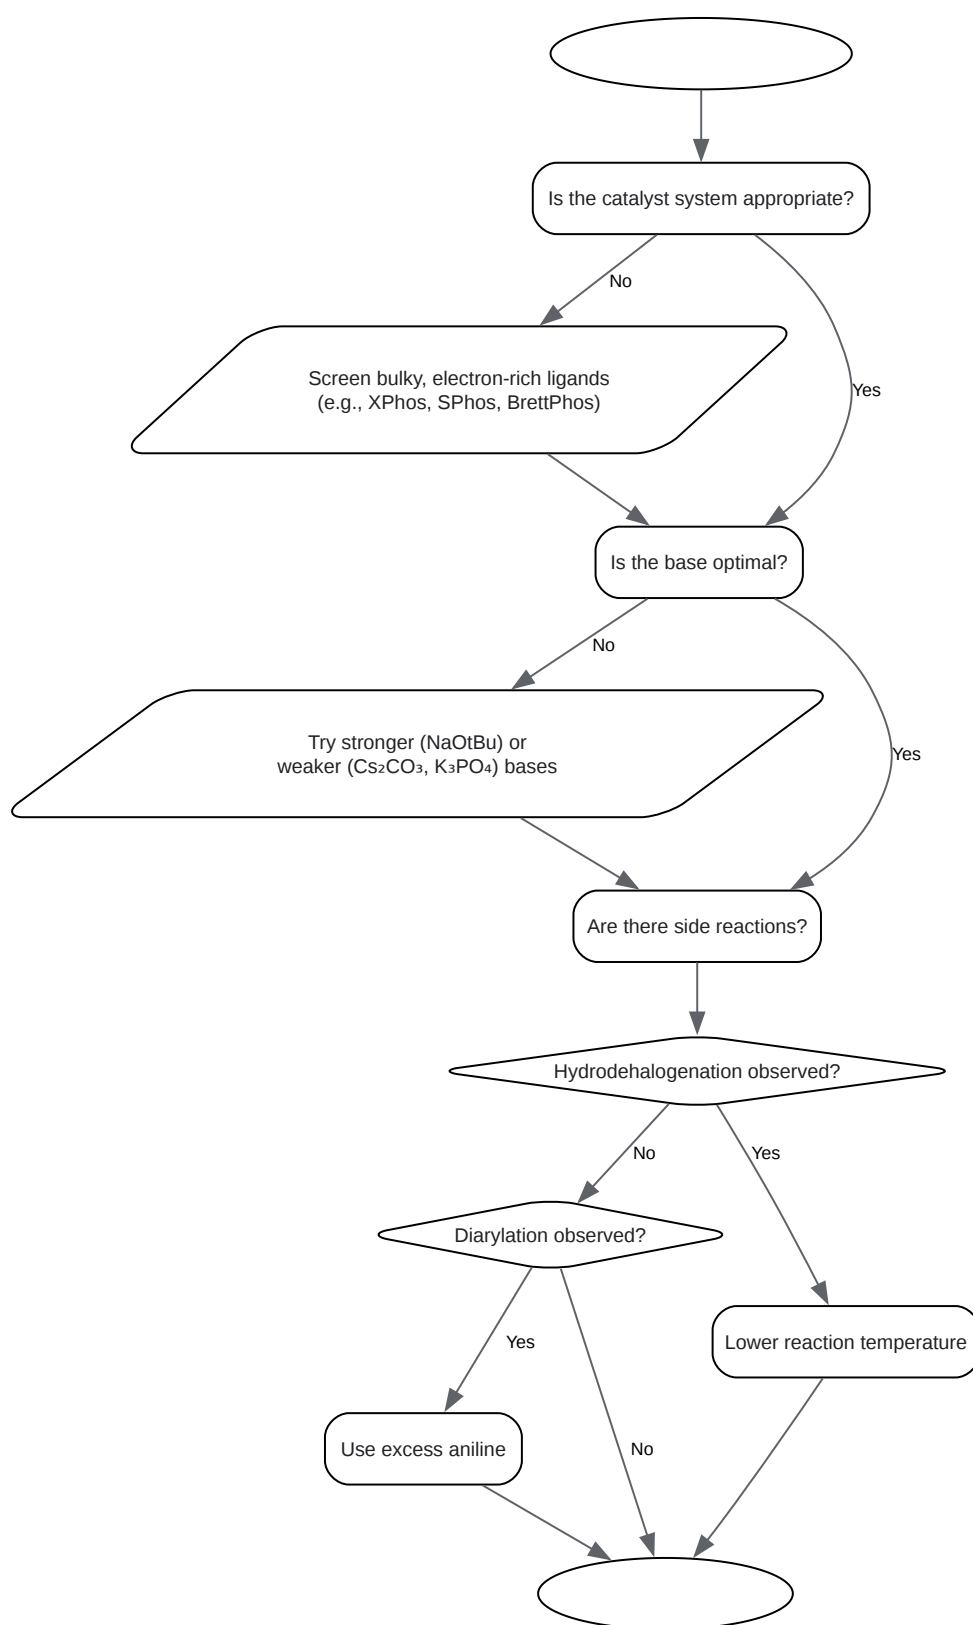 Is the catalyst system appropriate?
No
Screen bulky, electron-rich ligands
(e.g., XPhos, SPhos, BrettPhos)
Yes
Is the base optimal?
No
Try stronger (NaOtBu) or
weaker (Cs₂CO₃, K₃PO₄) bases
Yes
Are there side reactions?
Hydrodehalogenation observed?
No
Yes
Diarylation observed?
Yes
Lower reaction temperature
Use excess aniline
No